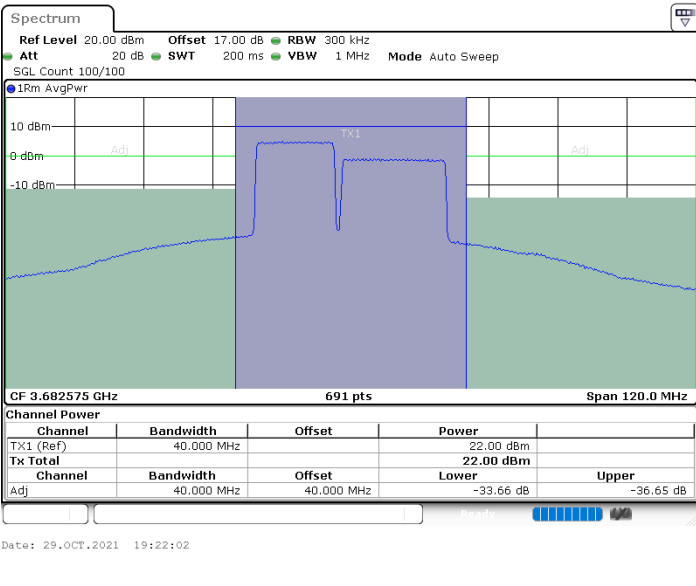 Spectrum
Ref Level 20.00 dBm Offset 17.00 dB RBW 300 kHz
Att 20 dB SWT 200 ms VBW 1 MHz Mode Auto Sweep
SGL Count 100/100
1Rm AvgPwr
10 dBm
TX1
Adj Adj
0 dBm
-10 dBm
CF 3.682575 GHz 691 pts Span 120.0 MHz
Channel Power
Channel Bandwidth Offset Power
TX1 (Ref) 40.000 MHz 22.00 dBm
Tx Total 22.00 dBm
Channel Bandwidth Offset Lower Upper
Adj 40.000 MHz 40.000 MHz -33.66 dB -36.65 dB
Ready
Date: 29.OCT.2021 19:22:02